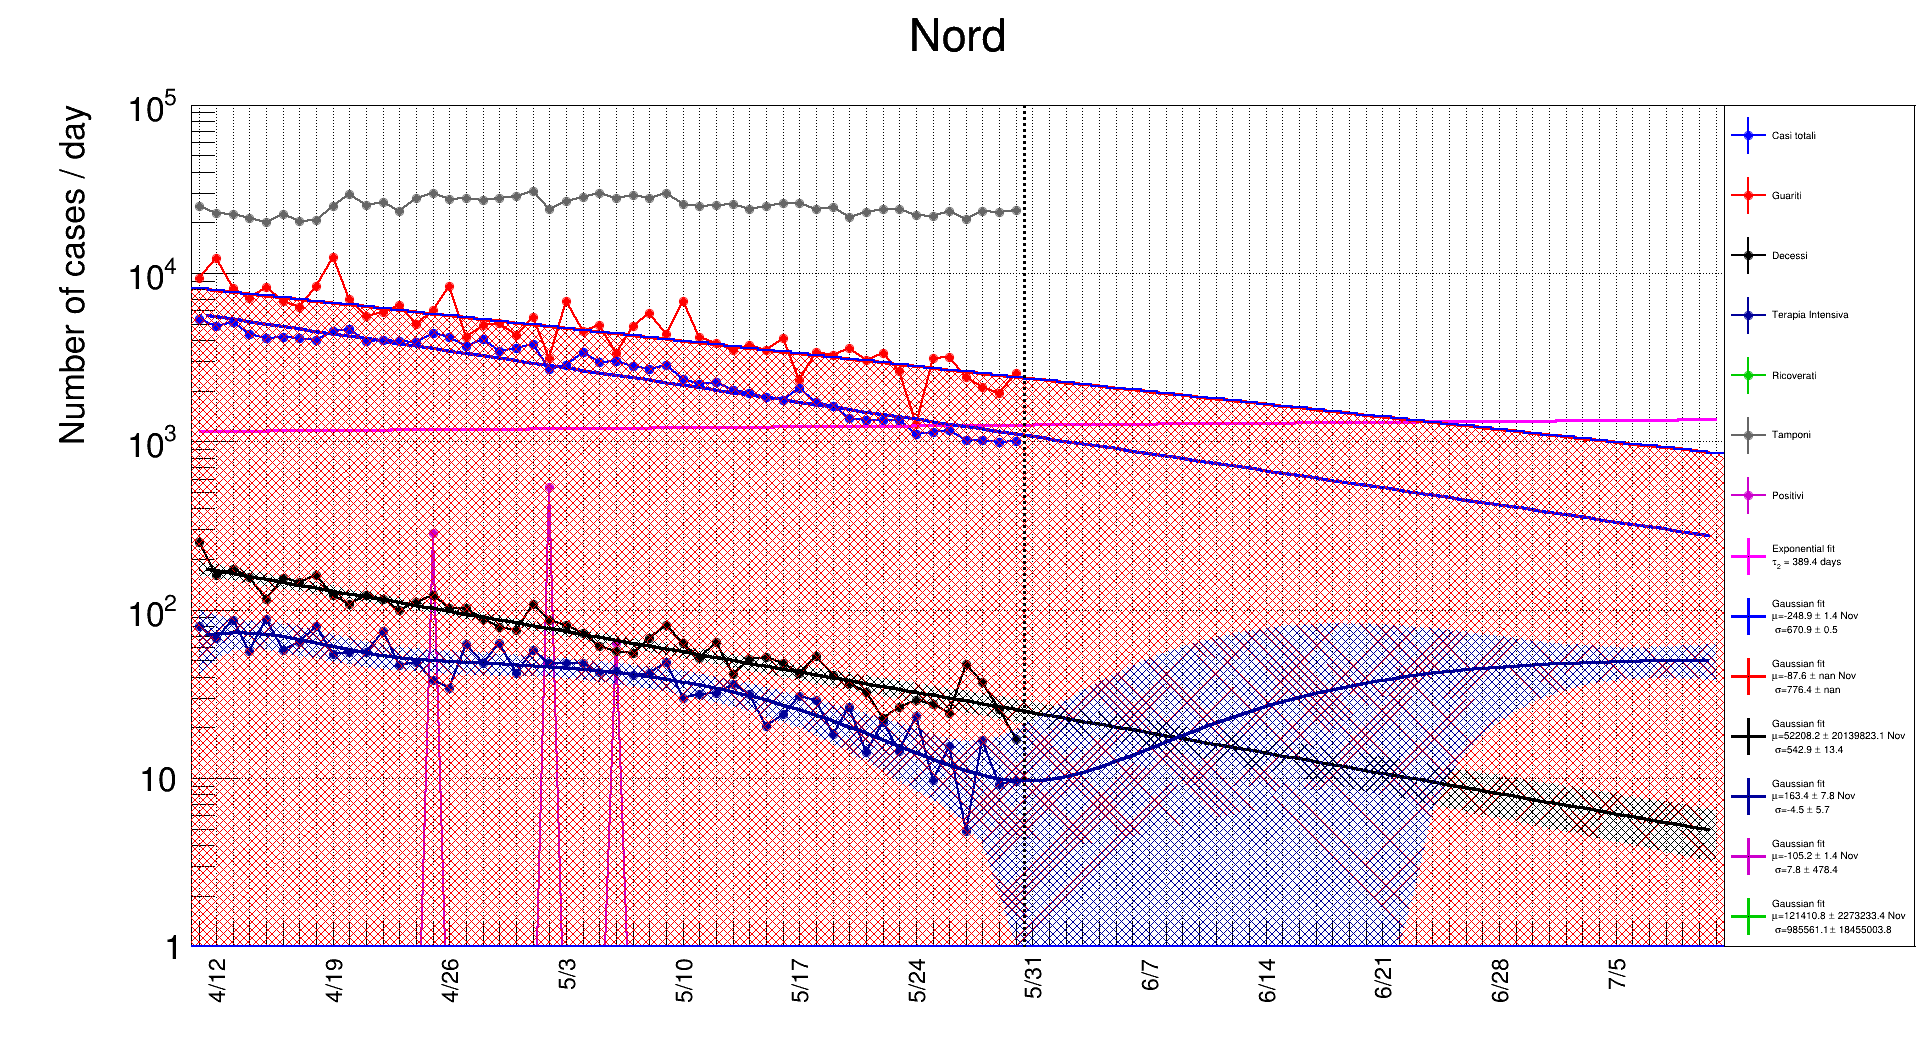 Nord
Number of cases / day
10^5
10^4
10^3
10^2
10
1
4/12
4/19
4/26
5/3
5/10
5/17
5/24
5/31
6/7
6/14
6/21
6/28
7/5
Casi totali
Guariti
Decessi
Terapia Intensiva
Ricoverati
Tamponi
Positivi
Exponential fit
τ₂ = 389.4 days
Gaussian fit
μ=-248.9 ± 1.4 Nov
σ=670.9 ± 0.5
Gaussian fit
μ=-87.6 ± nan Nov
σ=776.4 ± nan
Gaussian fit
μ=52208.2 ± 20139823.1 Nov
σ=542.9 ± 13.4
Gaussian fit
μ=163.4 ± 7.8 Nov
σ=-4.5 ± 5.7
Gaussian fit
μ=-105.2 ± 1.4 Nov
σ=7.8 ± 478.4
Gaussian fit
μ=121410.8 ± 2273233.4 Nov
σ=985561.1 ± 18455003.8